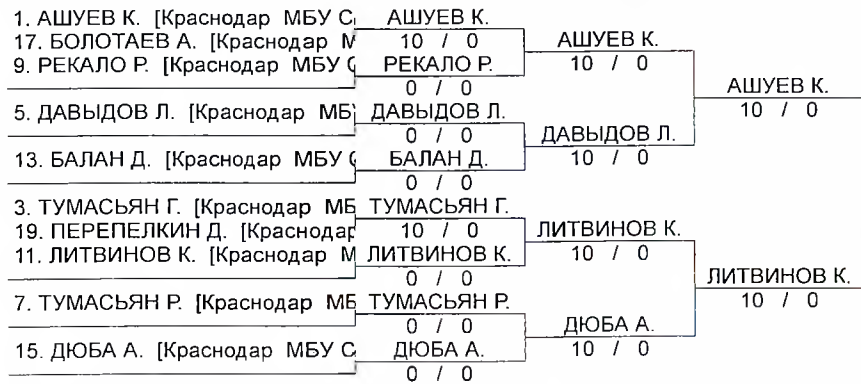 1. АШУЕВ К. [Краснодар МБУ С
АШУЕВ К.
17. БОЛОТАЕВ А. [Краснодар М
10 / 0
АШУЕВ К.
9. РЕКАЛО Р. [Краснодар МБУ
РЕКАЛО Р.
10 / 0
0 / 0
АШУЕВ К.
10 / 0
5. ДАВЫДОВ Л. [Краснодар МБ
ДАВЫДОВ Л.
0 / 0
ДАВЫДОВ Л.
10 / 0
13. БАЛАН Д. [Краснодар МБУ
БАЛАН Д.
0 / 0
3. ТУМАСЬЯН Г. [Краснодар МБ
ТУМАСЬЯН Г.
19. ПЕРЕПЕЛКИН Д. [Краснодар
10 / 0
ЛИТВИНОВ К.
11. ЛИТВИНОВ К. [Краснодар М
ЛИТВИНОВ К.
10 / 0
0 / 0
ЛИТВИНОВ К.
10 / 0
7. ТУМАСЬЯН Р. [Краснодар МБ
ТУМАСЬЯН Р.
0 / 0
ДЮБА А.
10 / 0
15. ДЮБА А. [Краснодар МБУ С
ДЮБА А.
0 / 0